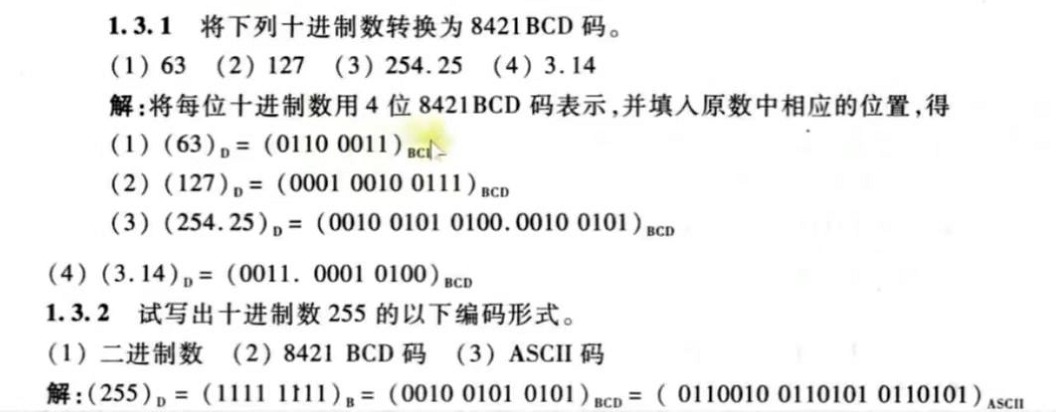 1.3.1 将下列十进制数转换为 8421BCD 码。
(1) 63 (2) 127 (3) 254.25 (4) 3.14
解:将每位十进制数用 4 位 8421BCD 码表示,并填入原数中相应的位置,得
(1) (63)D = (0110 0011)BCD
(2) (127)D = (0001 0010 0111)BCD
(3) (254.25)D = (0010 0101 0100.0010 0101)BCD
(4) (3.14)D = (0011. 0001 0100)BCD
1.3.2 试写出十进制数 255 的以下编码形式。
(1) 二进制数 (2) 8421 BCD 码 (3) ASCII 码
解:(255)D = (1111 1111)B = (0010 0101 0101)BCD = ( 0110010 0110101 0110101)ASCII